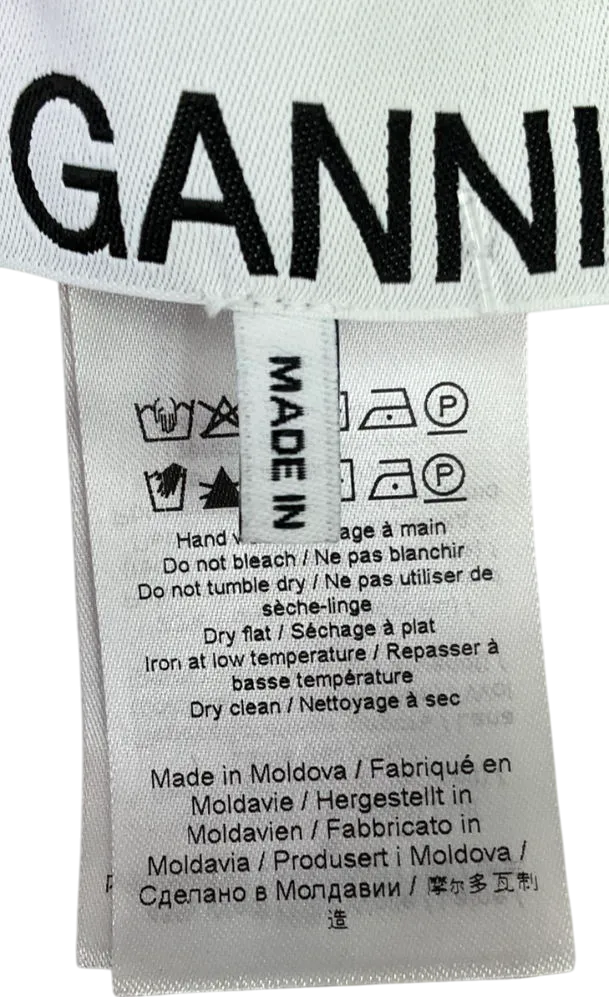 GANNI
MADE IN
P
P
Hand age à main
Do not bleach / Ne pas blanchir
Do not tumble dry / Ne pas utiliser de
sèche-linge
Dry flat / Séchage à plat
Iron at low temperature / Repasser à
basse température
Dry clean / Nettoyage à sec
Made in Moldova / Fabriqué en
Moldavie / Hergestellt in
Moldavien / Fabbricato in
Moldavia / Produsert i Moldova /
Сделано в Молдавии / 摩尔多瓦制
造